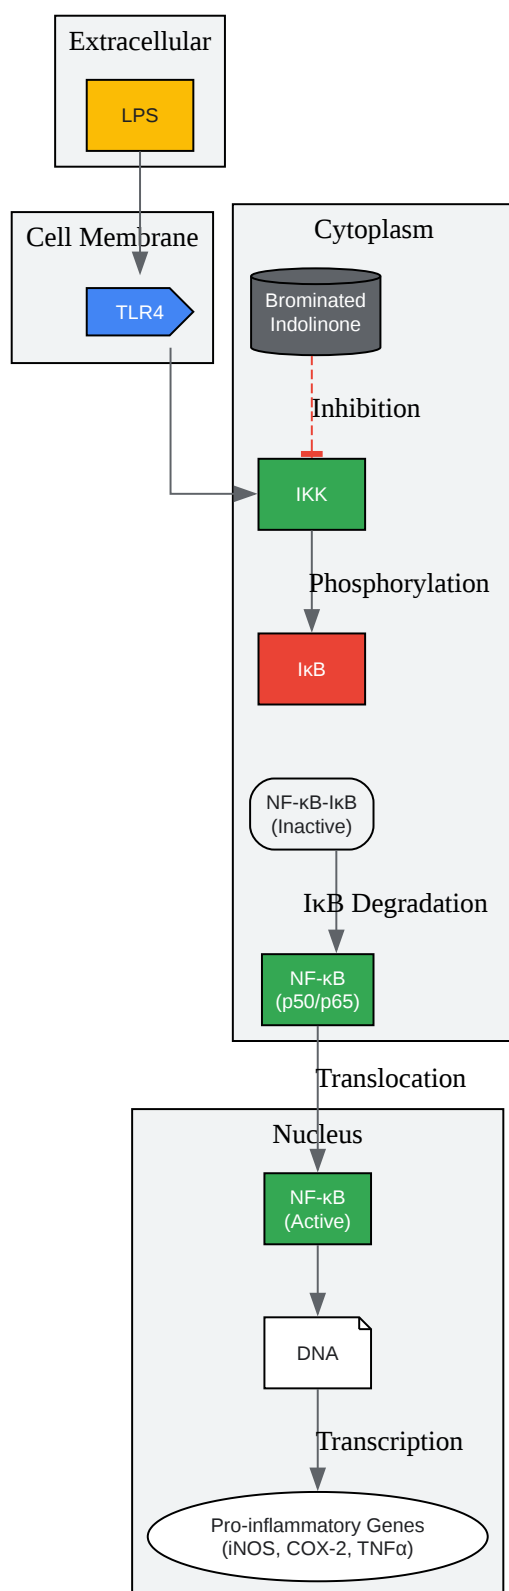 Extracellular
LPS
Cell Membrane
TLR4
Cytoplasm
Brominated
Indolinone
Inhibition
IKK
Phosphorylation
IκB
NF-κB-IκB
(Inactive)
IκB Degradation
NF-κB
(p50/p65)
Translocation
Nucleus
NF-κB
(Active)
DNA
Transcription
Pro-inflammatory Genes
(iNOS, COX-2, TNFα)